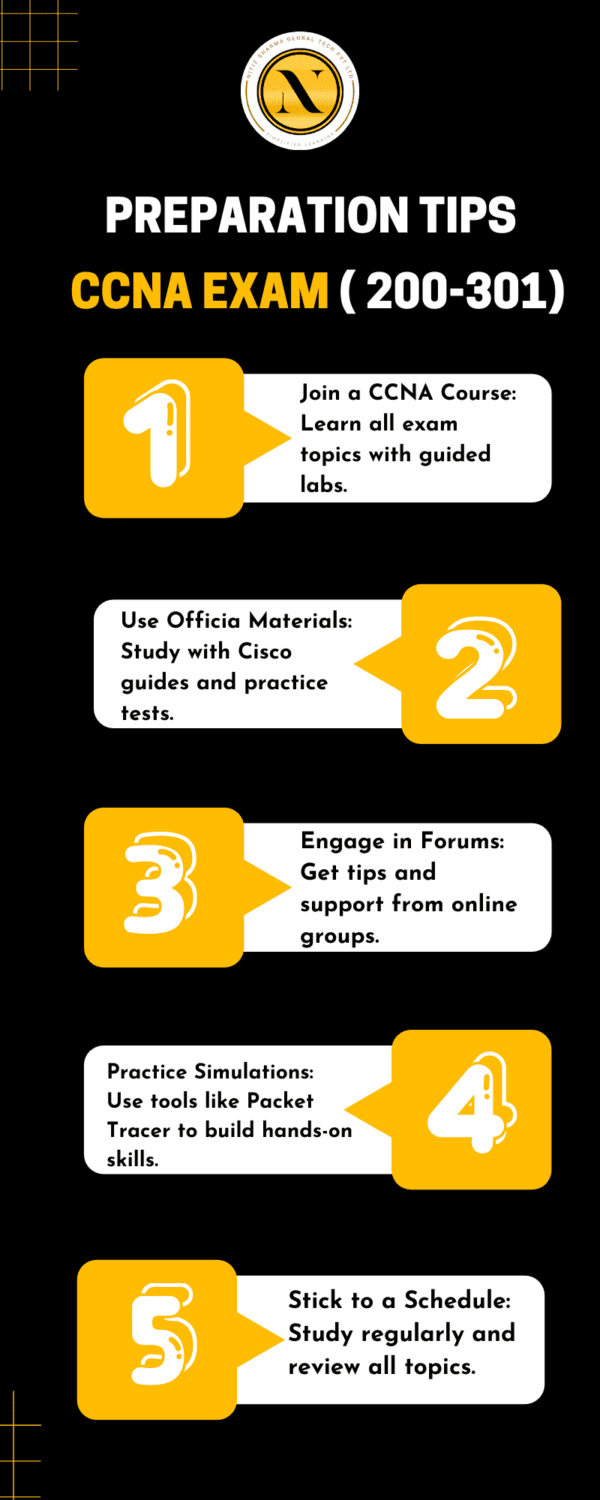 NITIZ SHARMA GLOBAL TECH PVT LTD
N
SIMPLIFIED LEARNING
PREPARATION TIPS
CCNA EXAM ( 200-301)
1
Join a CCNA Course:
Learn all exam
topics with guided
labs.
Use Officia Materials:
Study with Cisco
guides and practice
tests.
2
3
Engage in Forums:
Get tips and
support from online
groups.
Practice Simulations:
Use tools like Packet
Tracer to build hands-on
skills.
4
5
Stick to a Schedule:
Study regularly and
review all topics.